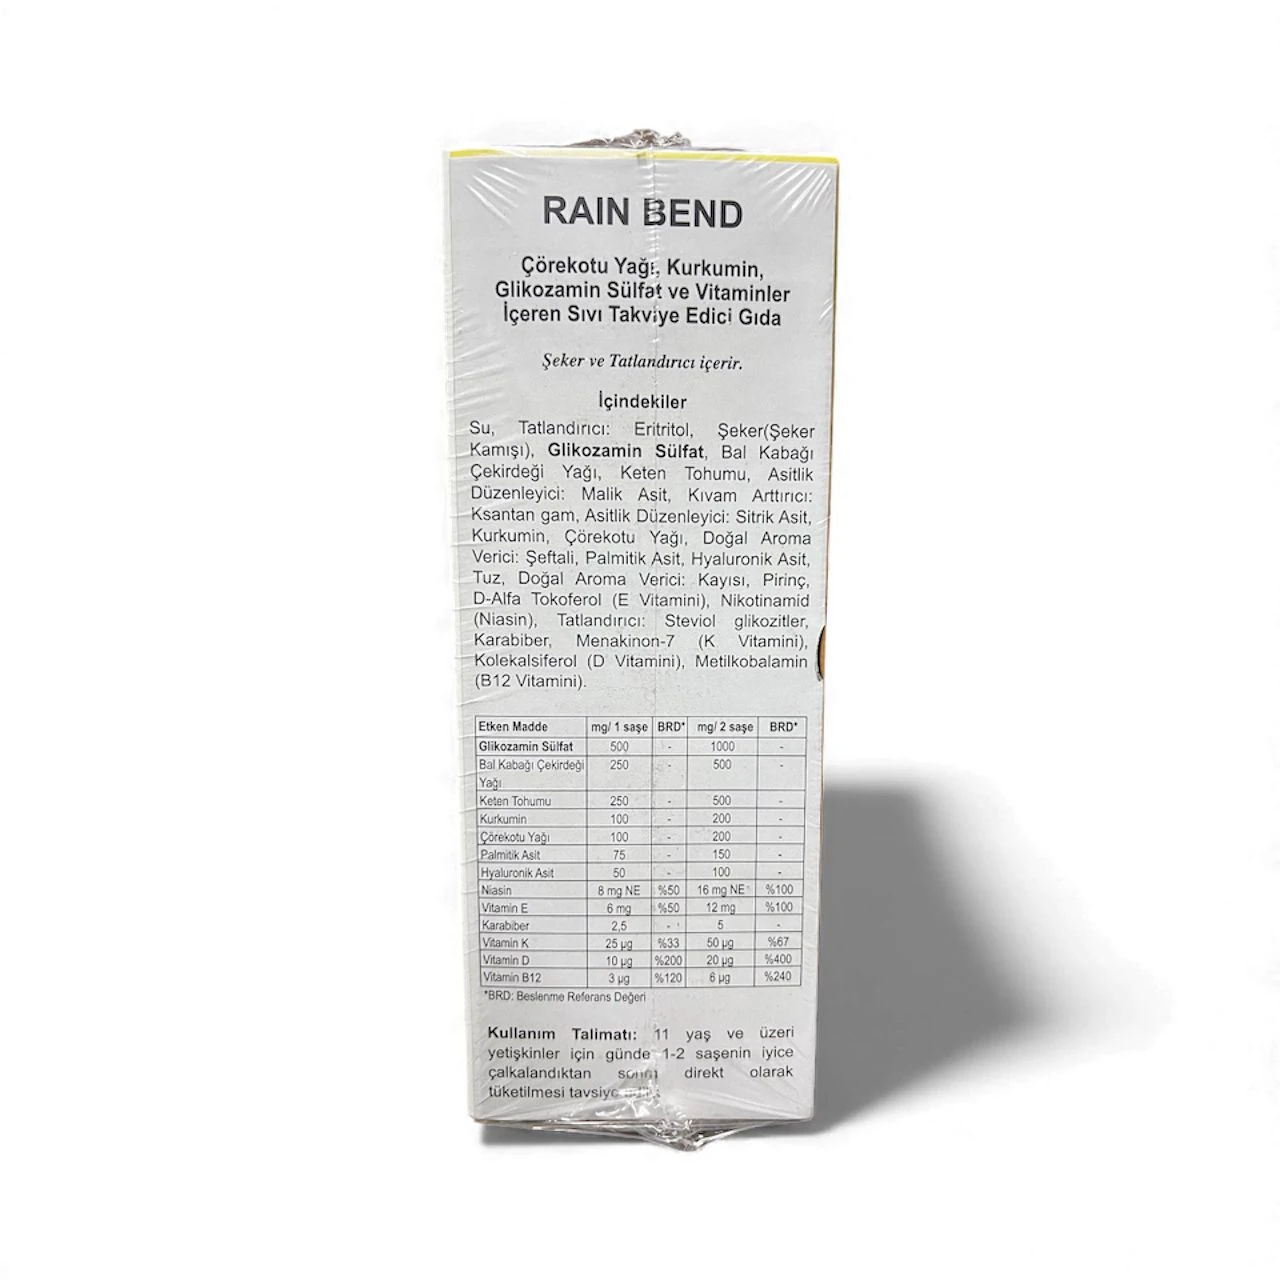 RAIN BEND
Çörekotu Yağı, Kurkumin,
Glikozamin Sülfat ve Vitaminler
İçeren Sıvı Takviye Edici Gıda
Şeker ve Tatlandırıcı içerir.
İçindekiler
Su, Tatlandırıcı: Eritritol, Şeker(Şeker
Kamışı), Glikozamin Sülfat, Bal Kabağı
Çekirdeği Yağı, Keten Tohumu, Asitlik
Düzenleyici: Malik Asit, Kıvam Arttırıcı:
Ksantan gam, Asitlik Düzenleyici: Sitrik Asit,
Kurkumin, Çörekotu Yağı, Doğal Aroma
Verici: Şeftali, Palmitik Asit, Hyaluronik Asit,
Tuz, Doğal Aroma Verici: Kayısı, Pirinç,
D-Alfa Tokoferol (E Vitamini), Nikotinamid
(Niasin), Tatlandırıcı: Steviol glikozitler,
Karabiber, Menakinon-7 (K Vitamini),
Kolekalsiferol (D Vitamini), Metilkobalamin
(B12 Vitamini).
Etken Madde mg/ 1 saşe BRD* mg/ 2 saşe BRD*
Glikozamin Sülfat 500 - 1000 -
Bal Kabağı Çekirdeği 250 - 500 -
Yağı
Keten Tohumu 250 - 500 -
Kurkumin 100 - 200 -
Çörekotu Yağı 100 - 200 -
Palmitik Asit 75 - 150 -
Hyaluronik Asit 50 - 100 -
Niasin 8 mg NE %50 16 mg NE %100
Vitamin E 6 mg %50 12 mg %100
Karabiber 2,5 - 5 -
Vitamin K 25 µg %33 50 µg %67
Vitamin D 10 µg %200 20 µg %400
Vitamin B12 3 µg %120 6 µg %240
*BRD: Beslenme Referans Değeri
Kullanım Talimatı: 11 yaş ve üzeri
yetişkinler için günde 1-2 saşenin iyice
çalkalandıktan sonra direkt olarak
tüketilmesi tavsiye